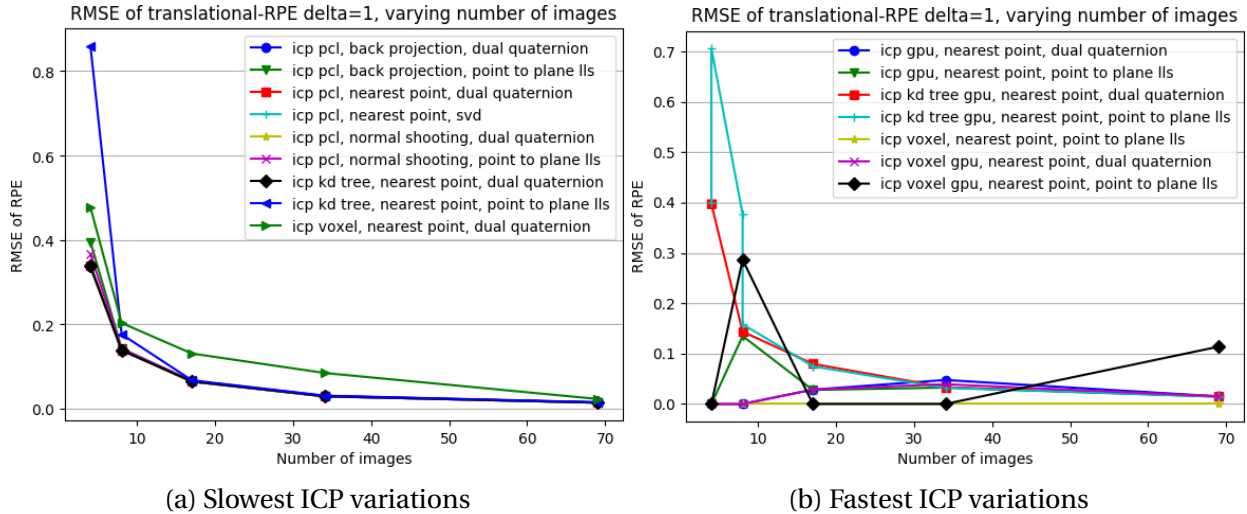 RMSE of translational-RPE delta=1, varying number of images
RMSE of RPE
0.8
0.6
0.4
0.2
0.0
icp pcl, back projection, dual quaternion
icp pcl, back projection, point to plane lls
icp pcl, nearest point, dual quaternion
icp pcl, nearest point, svd
icp pcl, normal shooting, dual quaternion
icp pcl, normal shooting, point to plane lls
icp kd tree, nearest point, dual quaternion
icp kd tree, nearest point, point to plane lls
icp voxel, nearest point, dual quaternion
10 20 30 40 50 60 70
Number of images
(a) Slowest ICP variations
RMSE of translational-RPE delta=1, varying number of images
RMSE of RPE
0.7
0.6
0.5
0.4
0.3
0.2
0.1
0.0
icp gpu, nearest point, dual quaternion
icp gpu, nearest point, point to plane lls
icp kd tree gpu, nearest point, dual quaternion
icp kd tree gpu, nearest point, point to plane lls
icp voxel, nearest point, point to plane lls
icp voxel gpu, nearest point, dual quaternion
icp voxel gpu, nearest point, point to plane lls
10 20 30 40 50 60 70
Number of images
(b) Fastest ICP variations